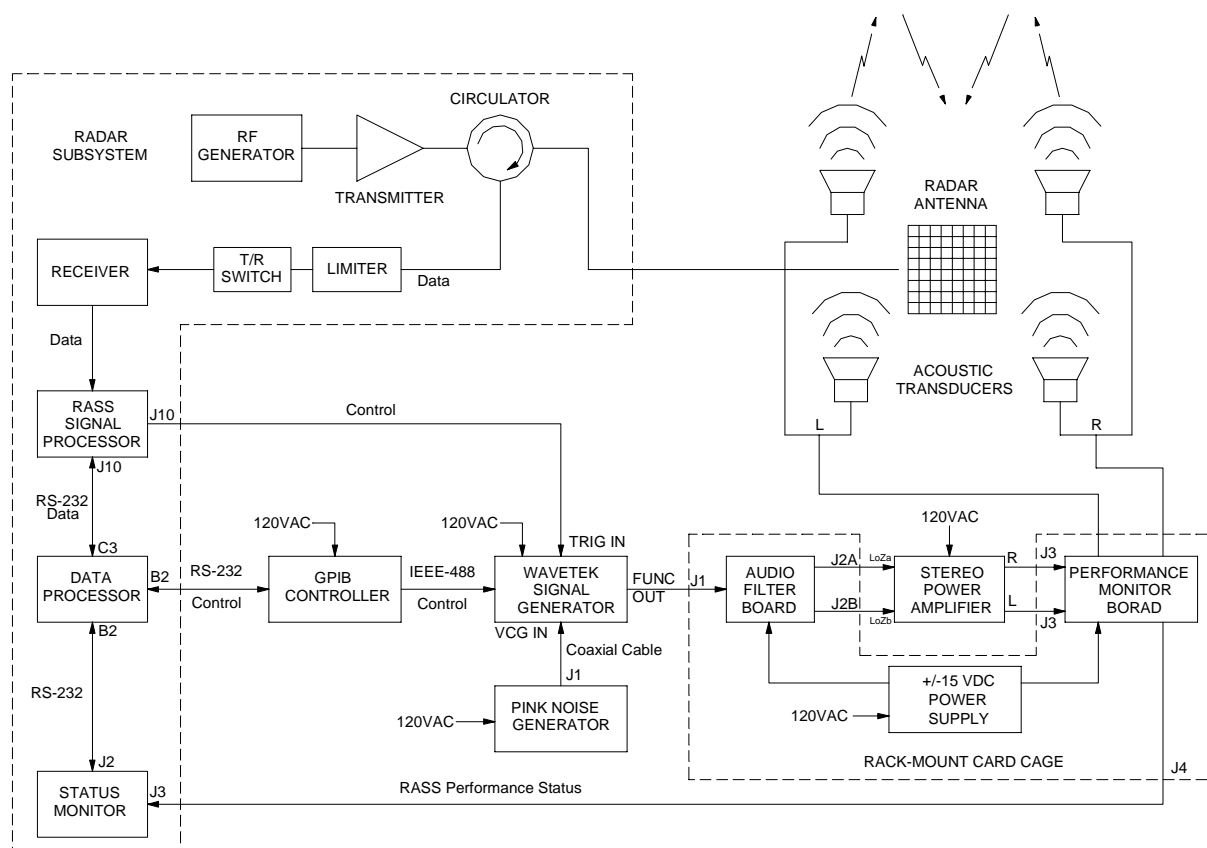 CIRCULATOR
RADAR
SUBSYSTEM
RF
GENERATOR
TRANSMITTER
RADAR
ANTENNA
RECEIVER
T/R
SWITCH
LIMITER
Data
Data
ACOUSTIC
TRANSDUCERS
RASS
SIGNAL
PROCESSOR
J10
Control
L
R
J10
RS-232
Data
120VAC
120VAC
120VAC
C3
TRIG IN
DATA
PROCESSOR
B2
RS-232
Control
GPIB
CONTROLLER
IEEE-488
Control
WAVETEK
SIGNAL
GENERATOR
FUNC
OUT
J1
AUDIO
FILTER
BOARD
J2A
LoZa
J2B
LoZb
STEREO
POWER
AMPLIFIER
R
J3
L
J3
PERFORMANCE
MONITOR
BORAD
B2
VCG IN
Coaxial Cable
J1
RS-232
PINK NOISE
GENERATOR
120VAC
+/-15 VDC
POWER
SUPPLY
120VAC
RACK-MOUNT CARD CAGE
J4
J2
STATUS
MONITOR
J3
RASS Performance Status